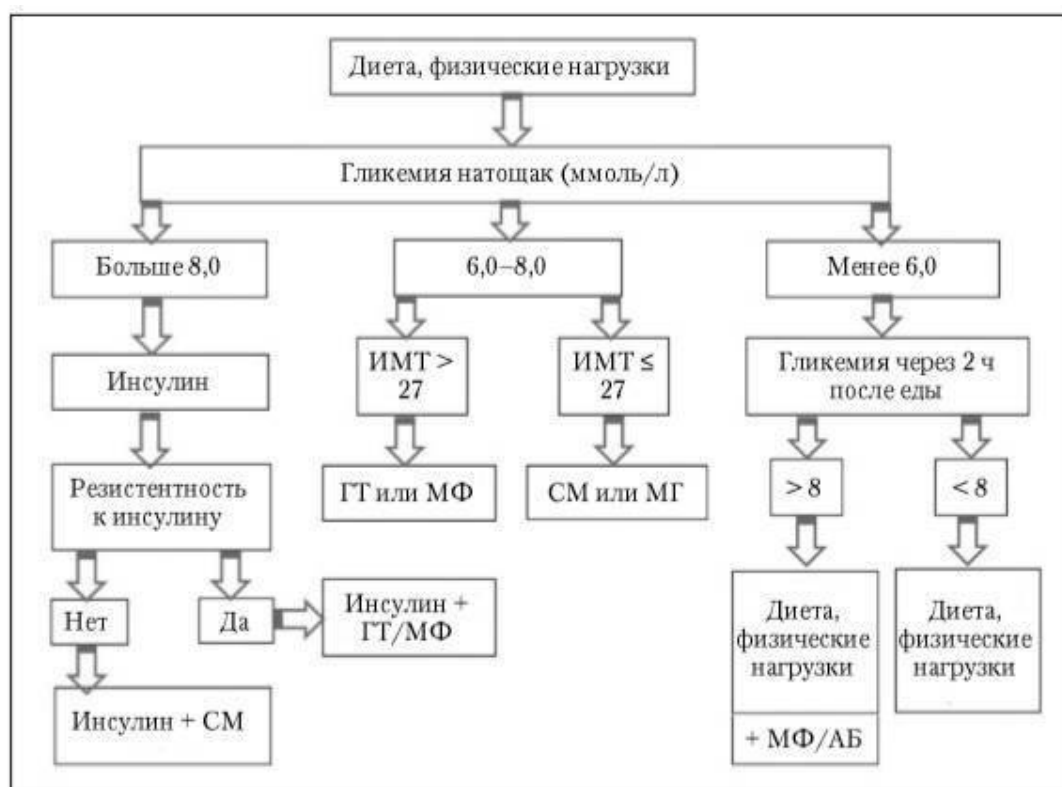 Диета, физические нагрузки
Гликемия натощак (ммоль/л)
Больше 8,0
6,0–8,0
Менее 6,0
Инсулин
ИМТ >
27
ИМТ ≤
27
Гликемия через 2 ч
после еды
Резистентность
к инсулину
ГТ или МФ
СМ или МГ
> 8
< 8
Нет
Да
Инсулин +
ГТ/МФ
Диета,
физические
нагрузки
+ МФ/АБ
Диета,
физические
нагрузки
Инсулин + СМ